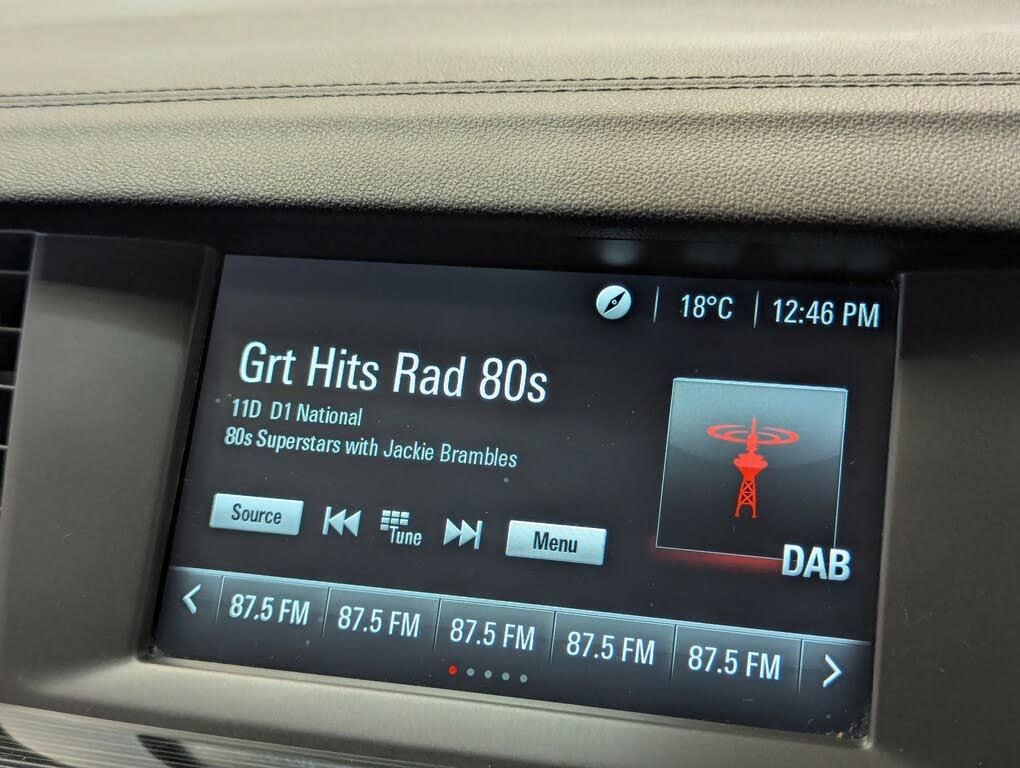 18°C 12:46 PM
Grt Hits Rad 80s
11D D1 National
80s Superstars with Jackie Brambles
Source Tune Menu
DAB
87.5 FM 87.5 FM 87.5 FM 87.5 FM 87.5 FM